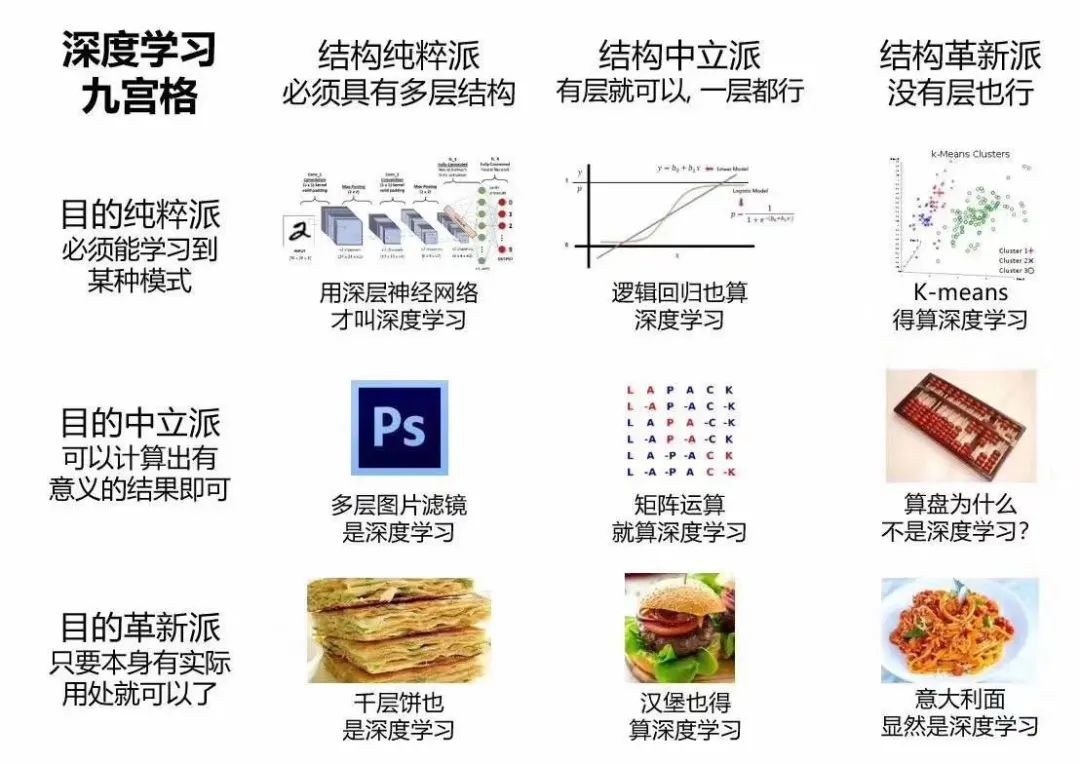 深度学习
九宫格
结构纯粹派
必须具有多层结构
结构中立派
有层就可以, 一层都行
结构革新派
没有层也行
目的纯粹派
必须能学习到
某种模式
INPUT
OUTPUT
用深层神经网络
才叫深度学习
y
p
1
0
x
y = b₀ + b₁x
Linear Model
Logistic Model
p = 1 / 1 + e^-(b₀+b₁x)
逻辑回归也算
深度学习
k-Means Clusters
Cluster 1+
Cluster 2×
Cluster 3○
K-means
得算深度学习
目的中立派
可以计算出有
意义的结果即可
Ps
多层图片滤镜
是深度学习
L A P A C K
L -A P -A C -K
L A P A -C -K
L -A P -A -C K
L A -P -A C K
L -A -P A C -K
矩阵运算
就算深度学习
算盘为什么
不是深度学习？
目的革新派
只要本身有实际
用处就可以了
千层饼也
是深度学习
汉堡也得
算深度学习
意大利面
显然是深度学习